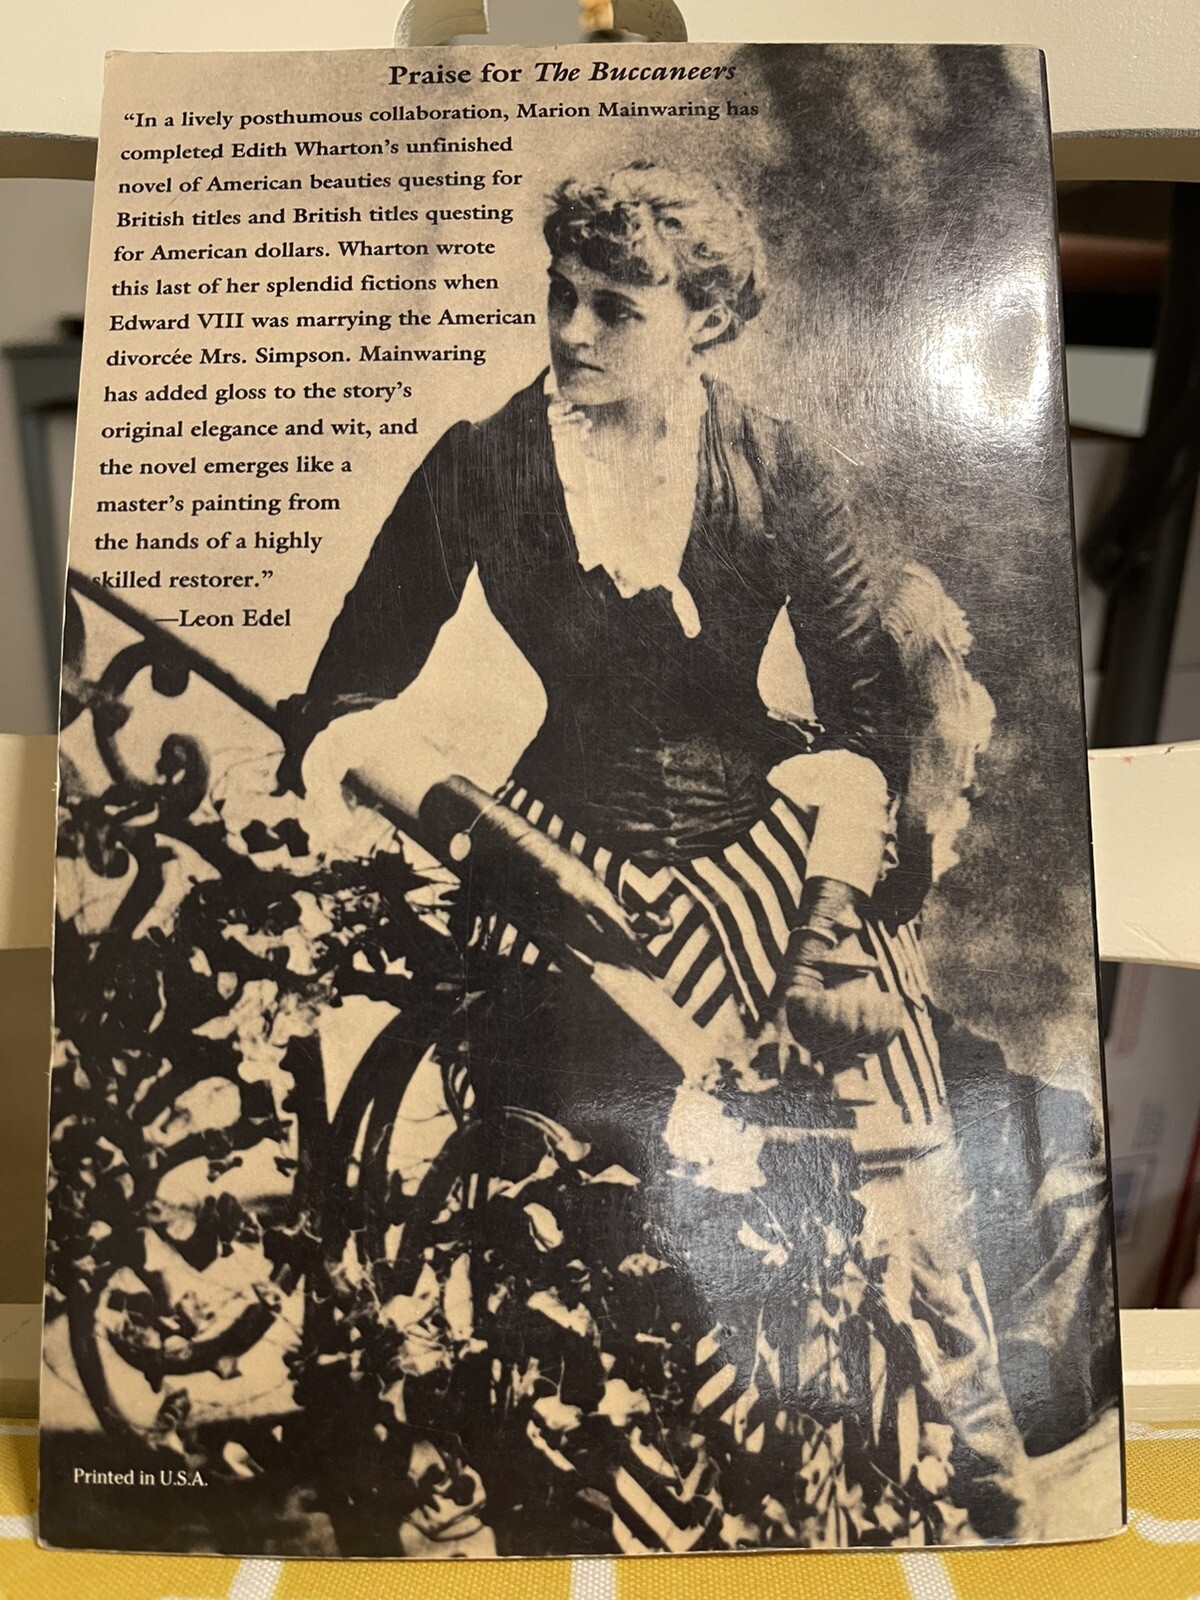 Praise for The Buccaneers
“In a lively posthumous collaboration, Marion Mainwaring has
completed Edith Wharton’s unfinished
novel of American beauties questing for
British titles and British titles questing
for American dollars. Wharton wrote
this last of her splendid fictions when
Edward VIII was marrying the American
divorcée Mrs. Simpson. Mainwaring
has added gloss to the story’s
original elegance and wit, and
the novel emerges like a
master’s painting from
the hands of a highly
skilled restorer.”
—Leon Edel
Printed in U.S.A.